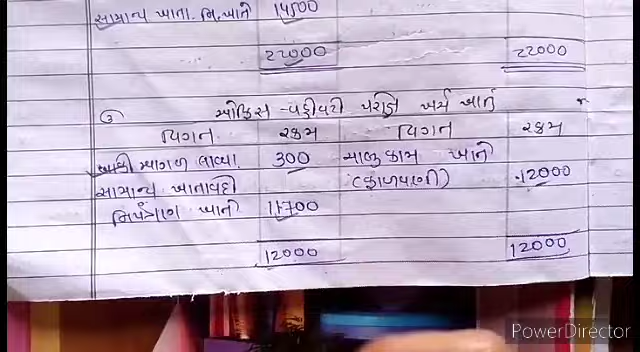 સામાન્ય ખાતા. નિ. ખાતે 14500
22000 22000
③ ઓફિસ - વહીવટી પરોક્ષ ખર્ચ ખાતું
વિગત રકમ વિગત રકમ
બાકી આગળ લાવ્યા 300 ચાલુ કામ ખાતે
સામાન્ય ખાતાવહી (ફાળવણી) 12000
નિયંત્રણ ખાતે 11700
12000 12000
PowerDirector